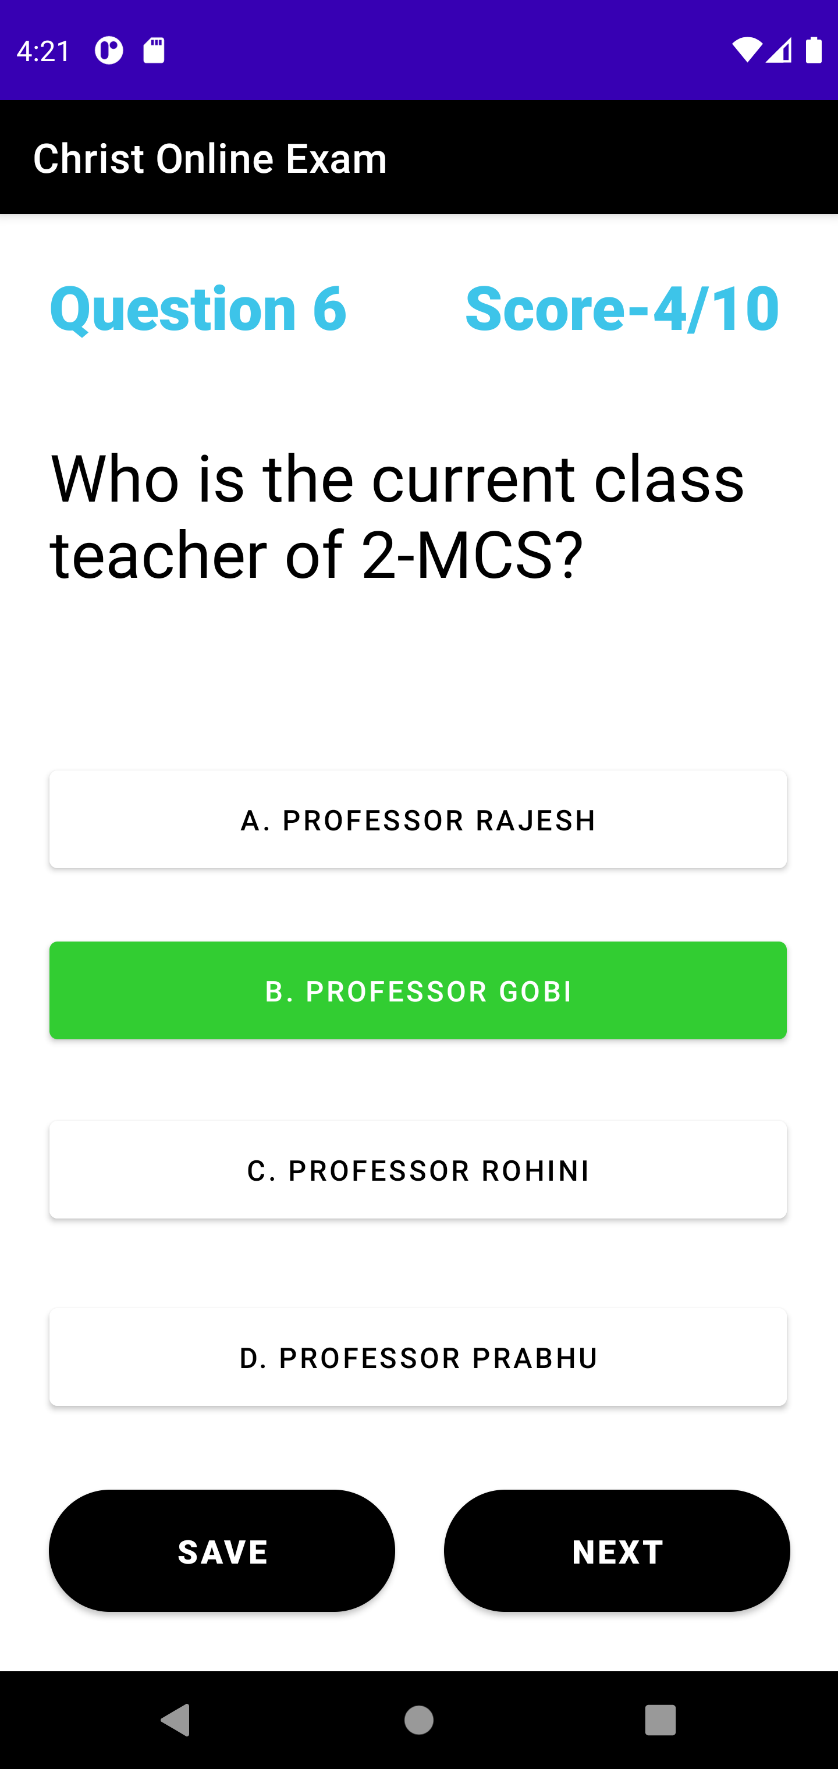 4:21
Christ Online Exam
Question 6
Score-4/10
Who is the current class
teacher of 2-MCS?
A. PROFESSOR RAJESH
B. PROFESSOR GOBI
C. PROFESSOR ROHINI
D. PROFESSOR PRABHU
SAVE
NEXT